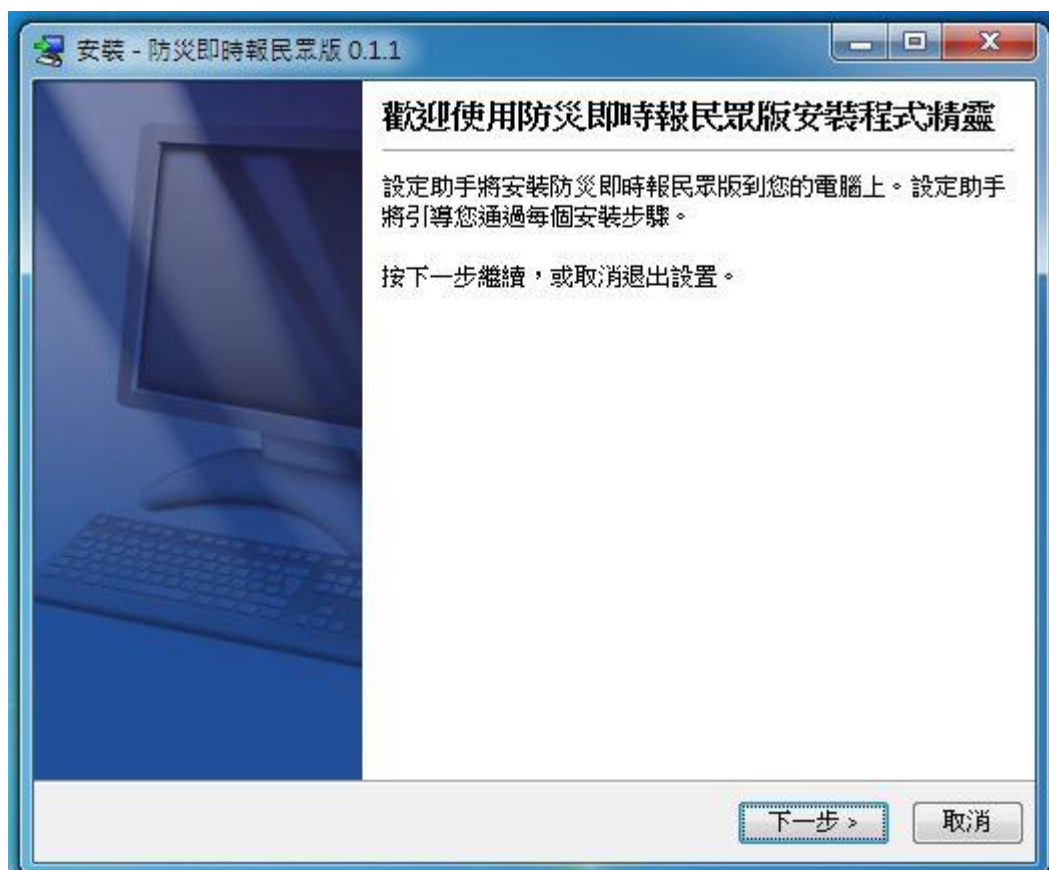 安裝 - 防災即時報民眾版 0.1.1
歡迎使用防災即時報民眾版安裝程式精靈
設定助手將安裝防災即時報民眾版到您的電腦上。設定助手
將引導您通過每個安裝步驟。
按下一步繼續，或取消退出設置。
下一步 >
取消